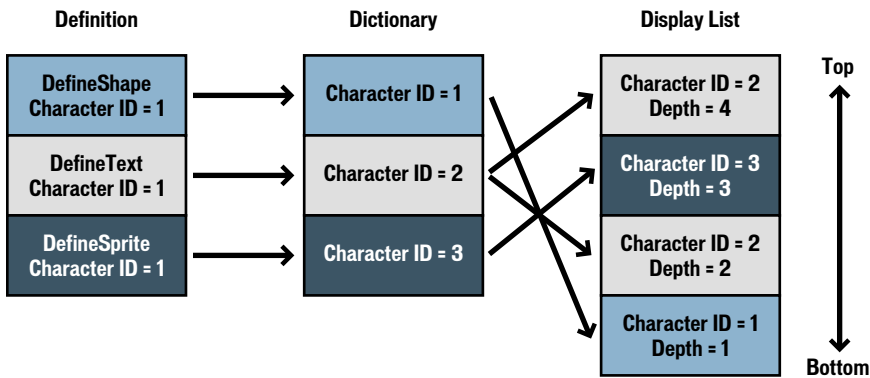 Definition
DefineShape
Character ID = 1
DefineText
Character ID = 1
DefineSprite
Character ID = 1
Dictionary
Character ID = 1
Character ID = 2
Character ID = 3
Display List
Character ID = 2
Depth = 4
Character ID = 3
Depth = 3
Character ID = 2
Depth = 2
Character ID = 1
Depth = 1
Top
Bottom